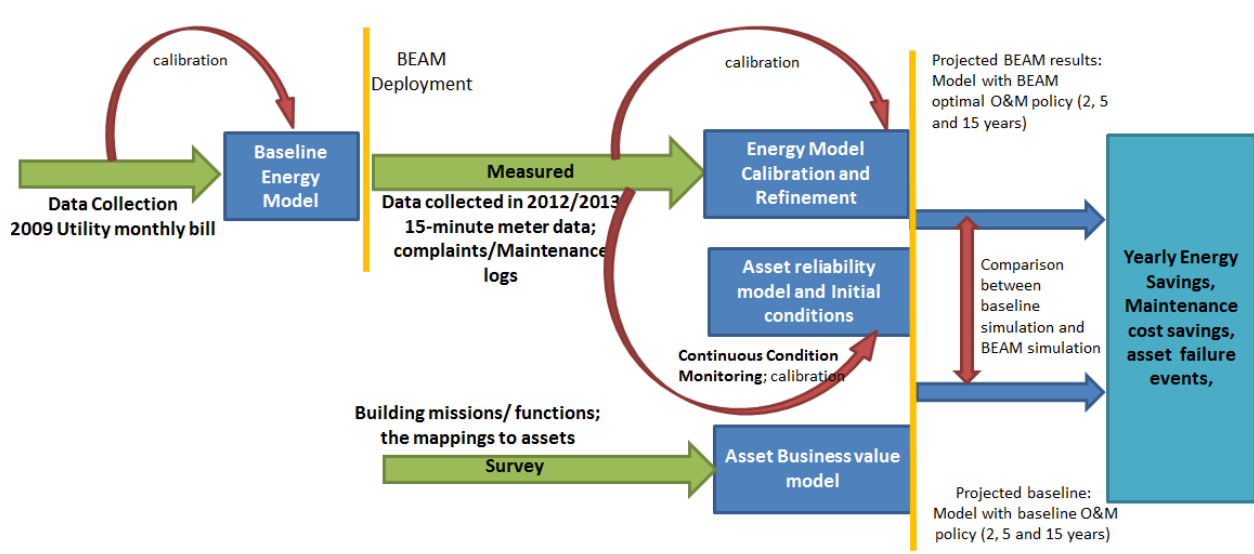 calibration
Baseline
Energy
Model
Data Collection
2009 Utility monthly bill
BEAM
Deployment
Measured
Data collected in 2012/2013
15-minute meter data;
complaints/Maintenance
logs
calibration
Energy Model
Calibration and
Refinement
Asset reliability
model and Initial
conditions
Continuous Condition
Monitoring; calibration
Building missions/ functions;
the mappings to assets
Survey
Asset Business value
model
Projected BEAM results:
Model with BEAM
optimal O&M policy (2, 5
and 15 years)
Comparison
between
baseline
simulation and
BEAM simulation
Projected baseline:
Model with baseline O&M
policy (2, 5 and 15 years)
Yearly Energy
Savings,
Maintenance
cost savings,
asset failure
events,